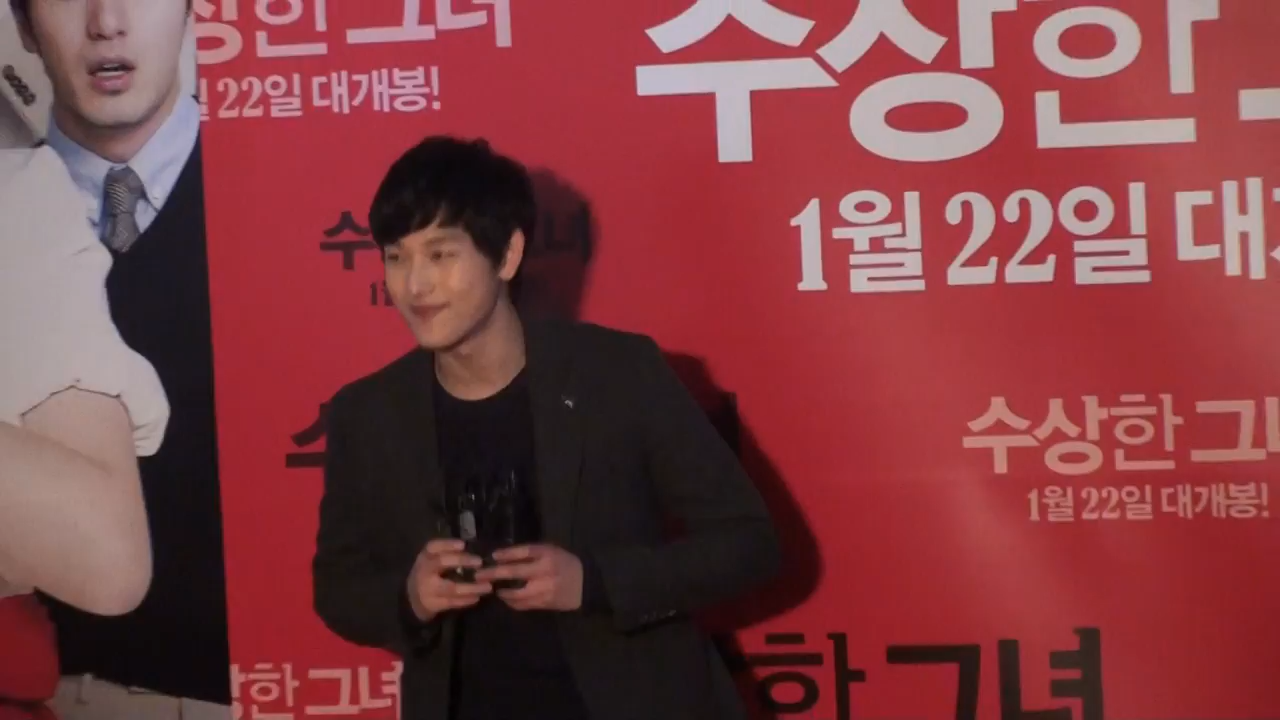 상한 그녀
22일 대개봉!
수상한
1월 22일 대
수 녀
수상한 그녀
1월 22일 대개봉!
한 그녀
상한 그녀